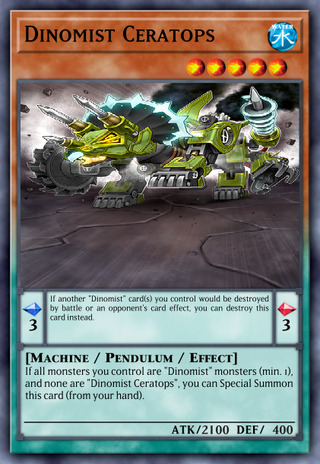 Dinomist Ceratops
WATER
水
If another "Dinomist" card(s) you control would be destroyed
by battle or an opponent's card effect, you can destroy this
card instead.
3
3
[Machine / Pendulum / Effect]
If all monsters you control are "Dinomist" monsters (min. 1),
and none are "Dinomist Ceratops", you can Special Summon
this card (from your hand).
ATK/2100 DEF/ 400